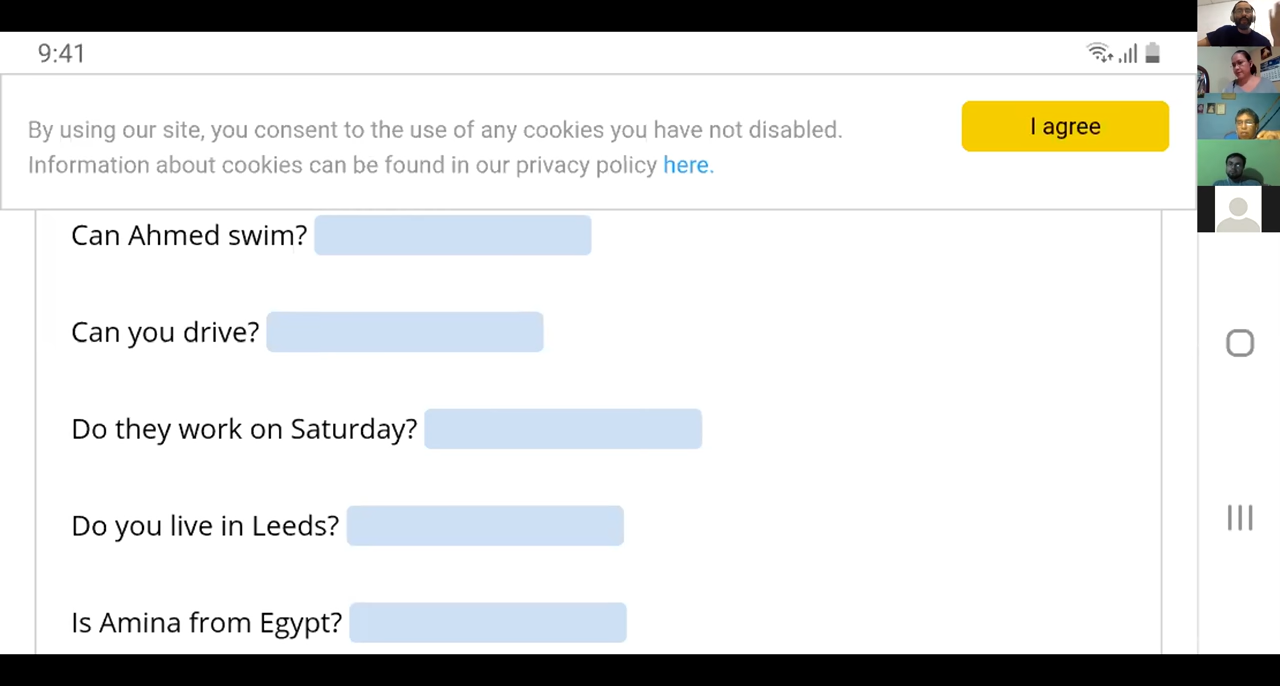 9:41
By using our site, you consent to the use of any cookies you have not disabled.
Information about cookies can be found in our privacy policy here.
I agree
Can Ahmed swim?
Can you drive?
Do they work on Saturday?
Do you live in Leeds?
Is Amina from Egypt?